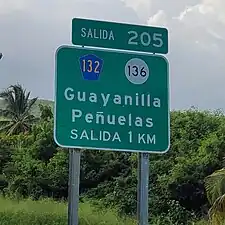 SALIDA 205
132 136
Guayanilla
Peñuelas
SALIDA 1 KM